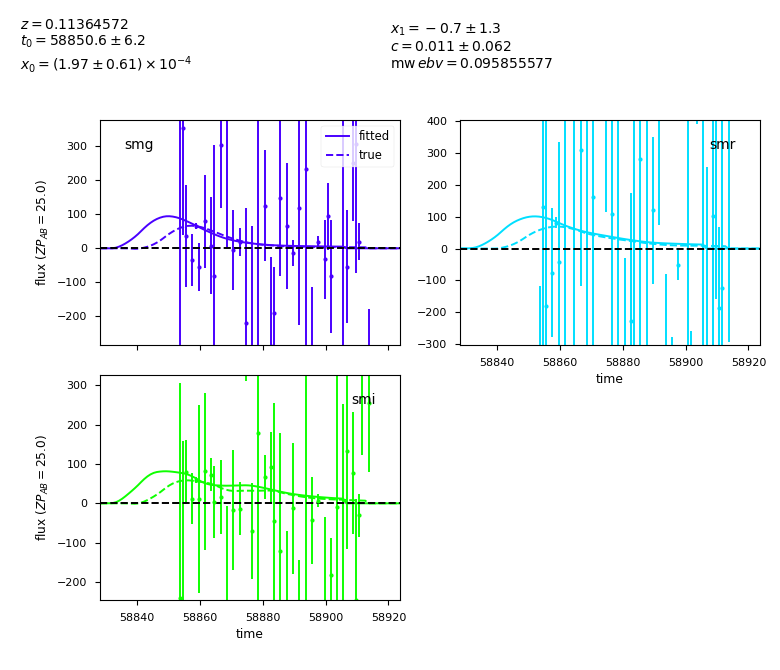 z = 0.11364572
t₀ = 58850.6 ± 6.2
x₀ = (1.97 ± 0.61) × 10⁻⁴
x₁ = −0.7 ± 1.3
c = 0.011 ± 0.062
mw ebv = 0.095855577
smg
fitted
true
flux (ZP_AB = 25.0)
300
200
100
0
−100
−200
smr
400
300
200
100
0
−100
−200
−300
58840 58860 58880 58900 58920
time
smi
flux (ZP_AB = 25.0)
300
200
100
0
−100
−200
58840 58860 58880 58900 58920
time